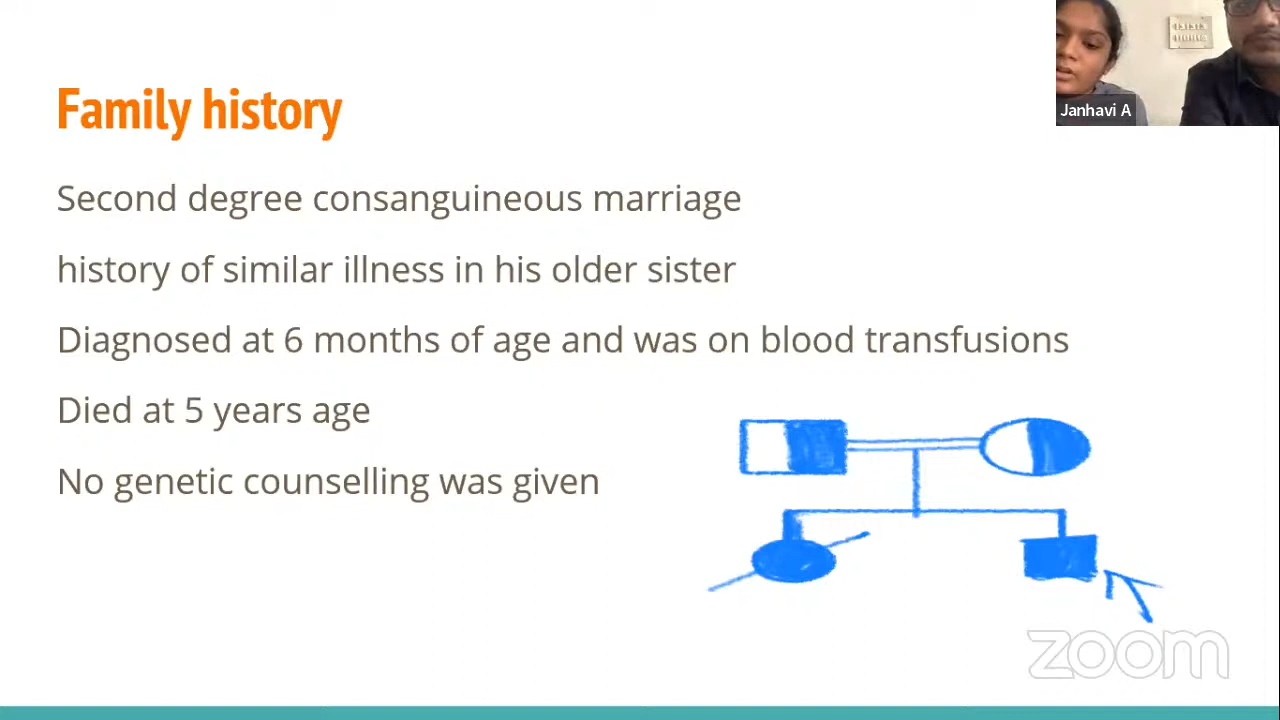 Family history
Janhavi A
Second degree consanguineous marriage
history of similar illness in his older sister
Diagnosed at 6 months of age and was on blood transfusions
Died at 5 years age
No genetic counselling was given
zoom